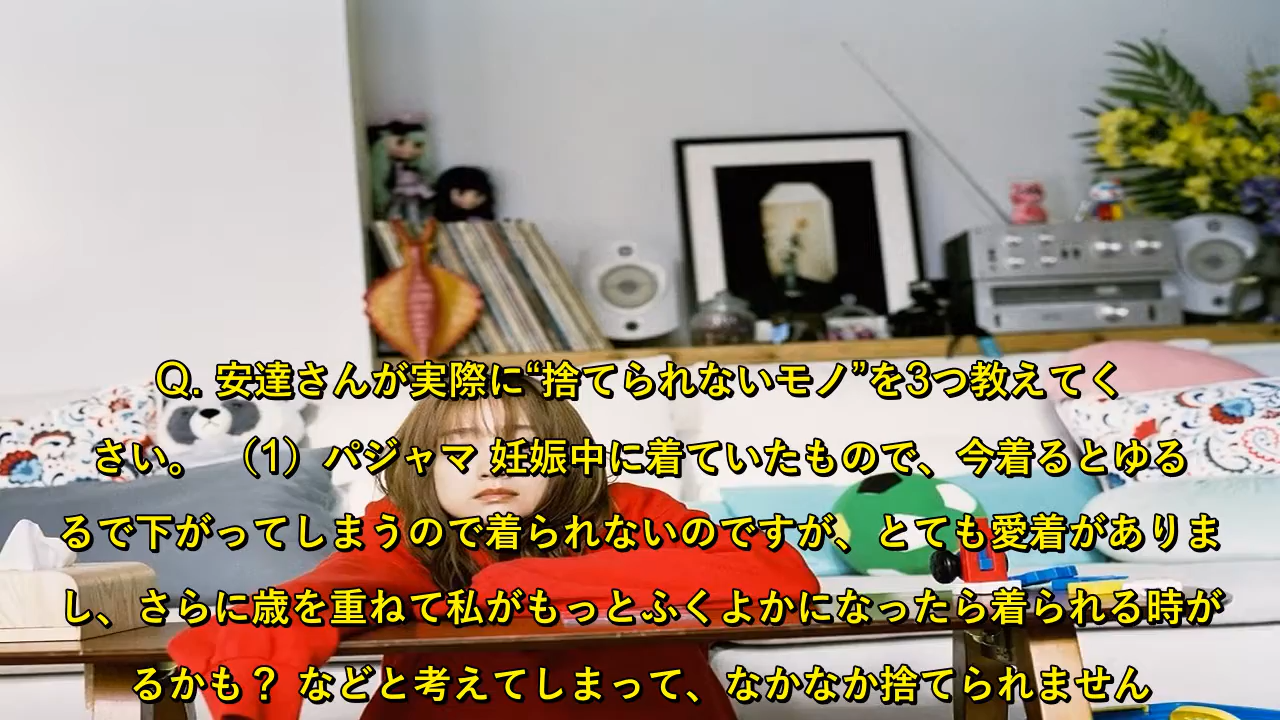 Q. 安達さんが実際に“捨てられないモノ”を3つ教えてく
さい。 （1）パジャマ 妊娠中に着ていたもので、今着るとゆる
るで下がってしまうので着られないのですが、とても愛着がありま
し、さらに歳を重ねて私がもっとふくよかになったら着られる時が
るかも？ などと考えてしまって、なかなか捨てられません